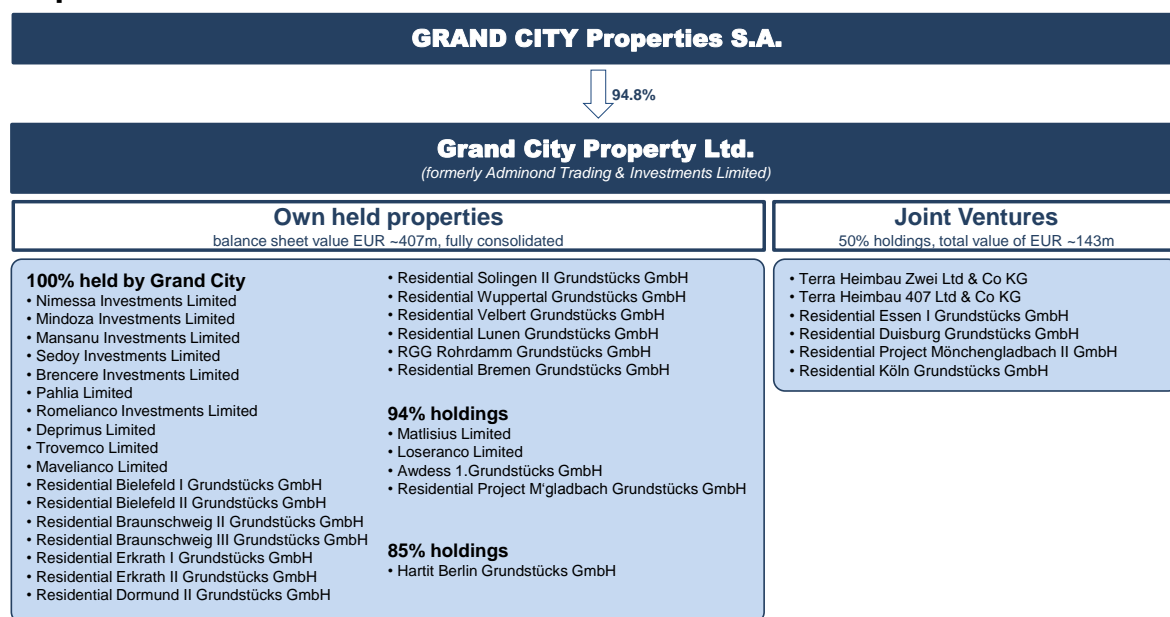 GRAND CITY Properties S.A.
94.8%
Grand City Property Ltd.
(formerly Adminond Trading & Investments Limited)
Own held properties
balance sheet value EUR ~407m, fully consolidated
100% held by Grand City
• Nimessa Investments Limited
• Mindoza Investments Limited
• Mansanu Investments Limited
• Sedoy Investments Limited
• Brencere Investments Limited
• Pahlia Limited
• Romelianco Investments Limited
• Deprimus Limited
• Trovemco Limited
• Mavelianco Limited
• Residential Bielefeld I Grundstücks GmbH
• Residential Bielefeld II Grundstücks GmbH
• Residential Braunschweig II Grundstücks GmbH
• Residential Braunschweig III Grundstücks GmbH
• Residential Erkrath I Grundstücks GmbH
• Residential Erkrath II Grundstücks GmbH
• Residential Dormund II Grundstücks GmbH
• Residential Solingen II Grundstücks GmbH
• Residential Wuppertal Grundstücks GmbH
• Residential Velbert Grundstücks GmbH
• Residential Lunen Grundstücks GmbH
• RGG Rohrdamm Grundstücks GmbH
• Residential Bremen Grundstücks GmbH
94% holdings
• Matlisius Limited
• Loseranco Limited
• Awdess 1.Grundstücks GmbH
• Residential Project M‘gladbach Grundstücks GmbH
85% holdings
• Hartit Berlin Grundstücks GmbH
Joint Ventures
50% holdings, total value of EUR ~143m
• Terra Heimbau Zwei Ltd & Co KG
• Terra Heimbau 407 Ltd & Co KG
• Residential Essen I Grundstücks GmbH
• Residential Duisburg Grundstücks GmbH
• Residential Project Mönchengladbach II GmbH
• Residential Köln Grundstücks GmbH